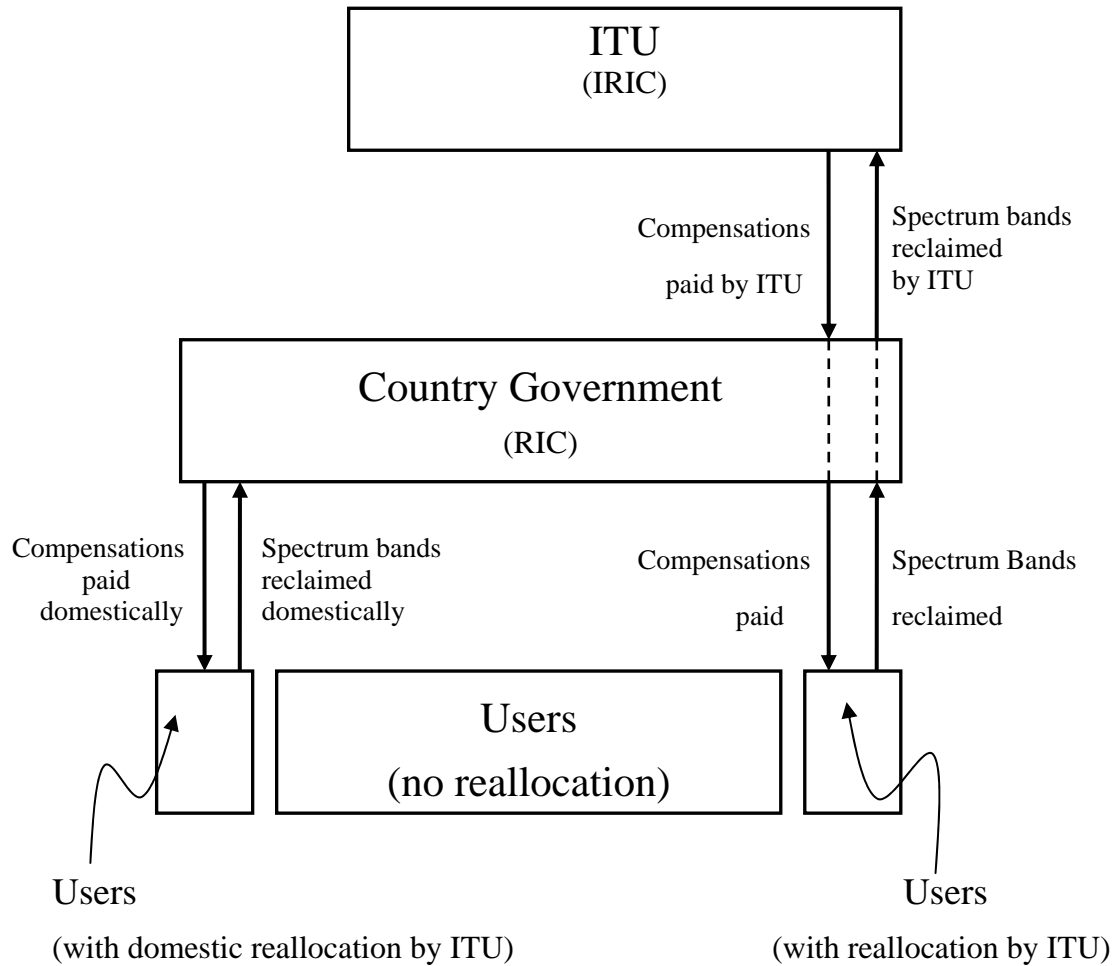 ITU
(IRIC)
Compensations
paid by ITU
Spectrum bands
reclaimed
by ITU
Country Government
(RIC)
Compensations
paid
domestically
Spectrum bands
reclaimed
domestically
Compensations
paid
Spectrum Bands
reclaimed
Users
(no reallocation)
Users
(with domestic reallocation by ITU)
Users
(with reallocation by ITU)